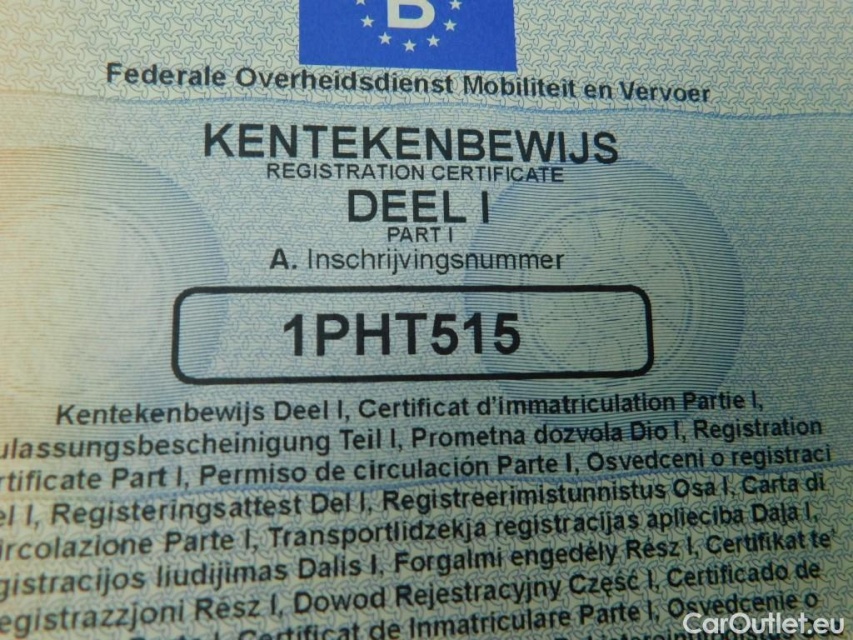 B
Federale Overheidsdienst Mobiliteit en Vervoer
KENTEKENBEWIJS
REGISTRATION CERTIFICATE
DEEL I
PART I
A. Inschrijvingsnummer
1PHT515
Kentekenbewijs Deel I, Certificat d'immatriculation Partie I,
ulassungsbescheinigung Teil I, Prometna dozvola Dio I, Registration
rtificate Part I, Permiso de circulación Parte I, Osvedceni o registraci
el I, Registeringsattest Del I, Registreerimistunnistus Osa I, Carta di
ircolazione Parte I, Transportlidzekja registracijas aplieciba Daļa I,
gistracijos liudijimas Dalis I, Forgalmi engedély Rész I, Certifikat te'
egistrazzjoni Rész I, Dowod Rejestracyjny Część I, Certificado de
Certificat de Inmatriculare Partea I, Osvedcenie o
CarOutlet.eu